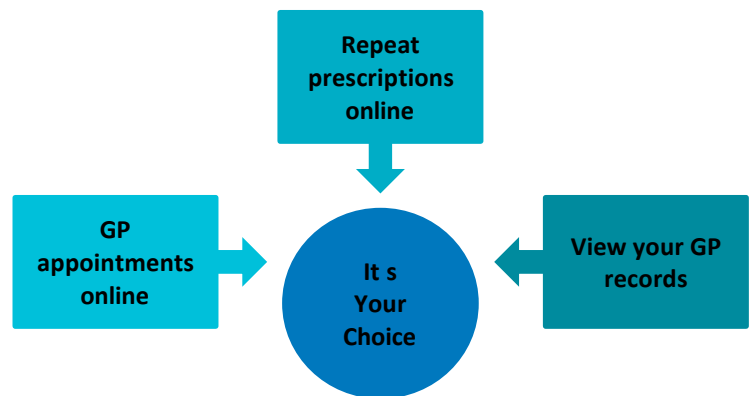 Repeat
prescriptions
online
GP
appointments
online
It s
Your
Choice
View your GP
records